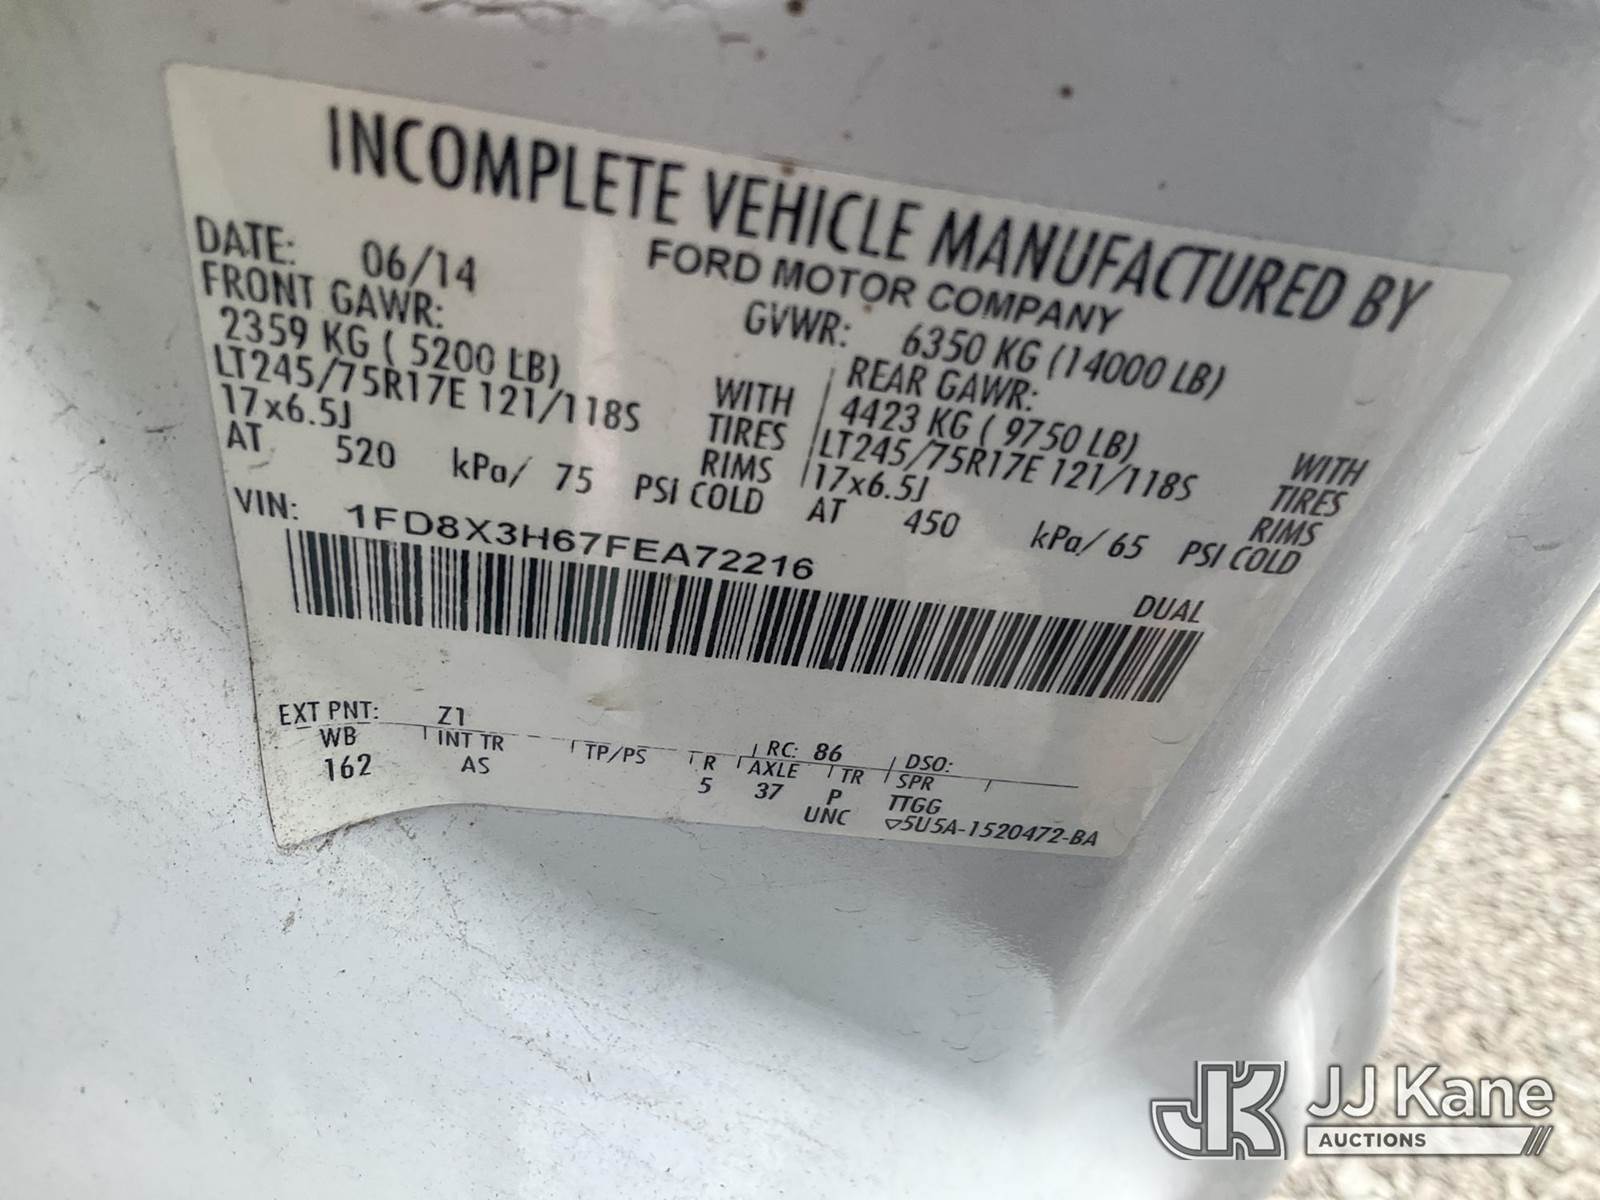 INCOMPLETE VEHICLE MANUFACTURED BY
FORD MOTOR COMPANY
DATE: 06/14 GVWR: 6350 KG (14000 LB)
FRONT GAWR: REAR GAWR:
2359 KG ( 5200 LB) WITH 4423 KG ( 9750 LB) WITH
LT245/75R17E 121/118S TIRES LT245/75R17E 121/118S TIRES
17x6.5J RIMS 17x6.5J RIMS
AT 520 kPa/ 75 PSI COLD AT 450 kPa/ 65 PSI COLD
VIN: 1FD8X3H67FEA72216
DUAL
EXT PNT: Z1 RC: 86 DSO:
WB INT TR TP/PS R AXLE TR SPR
162 AS 5 37 P TTGG
UNC 5U5A-1520472-BA
JK JJ Kane
AUCTIONS